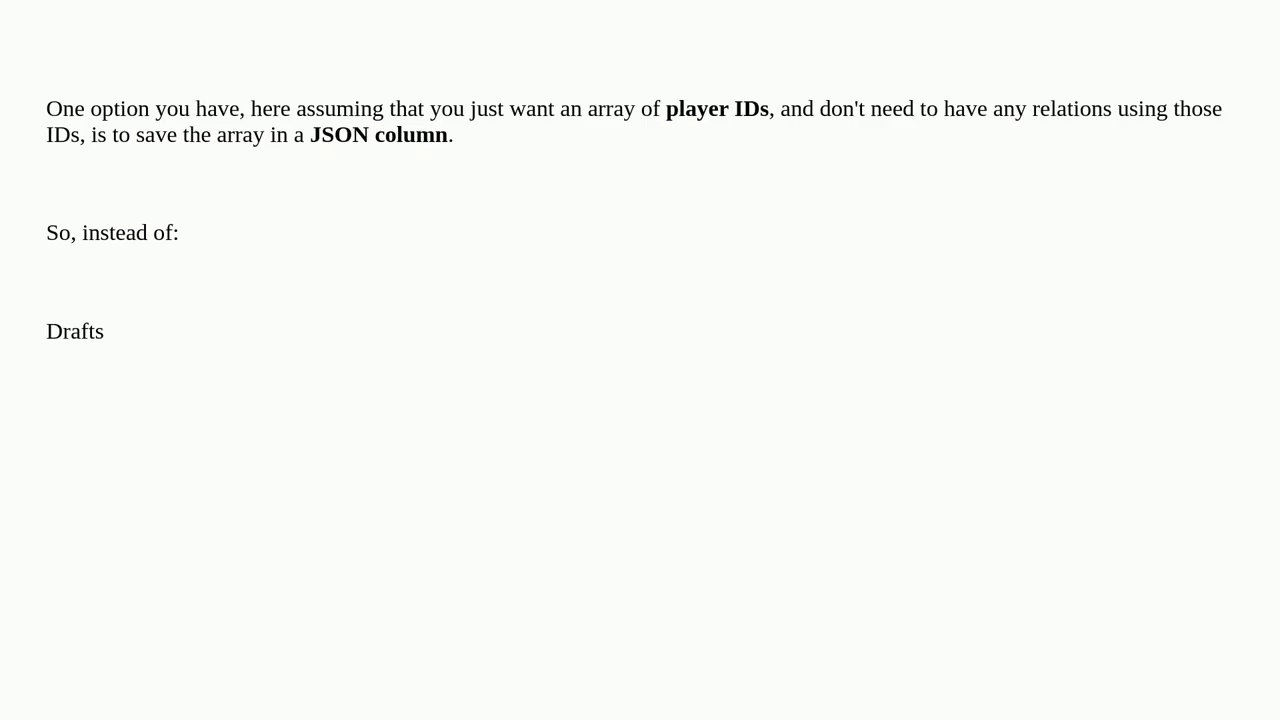 One option you have, here assuming that you just want an array of player IDs, and don't need to have any relations using those
IDs, is to save the array in a JSON column.
So, instead of:
Drafts